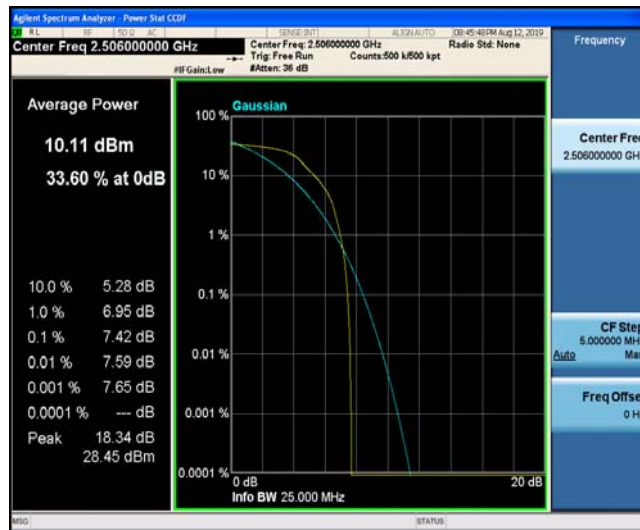 Agilent Spectrum Analyzer - Power Stat CCDF
RL RF 50 Ω AC SENSE:INT ALIGN AUTO 08:45:48 PM Aug 12, 2019
Center Freq 2.506000000 GHz
Center Freq: 2.506000000 GHz Radio Std: None
Trig: Free Run Counts:500 k/500 kpt
#IFGain:Low #Atten: 36 dB
Frequency
Average Power
10.11 dBm
33.60 % at 0dB
10.0 % 5.28 dB
1.0 % 6.95 dB
0.1 % 7.42 dB
0.01 % 7.59 dB
0.001 % 7.65 dB
0.0001 % --- dB
Peak 18.34 dB
28.45 dBm
Gaussian
100 %
10 %
1 %
0.1 %
0.01 %
0.001 %
0.0001 %
0 dB 20 dB
Info BW 25.000 MHz
Center Fre
2.506000000 GH
CF Step
5.000000 MH
Auto Ma
Freq Offse
0 H
MSG STATUS